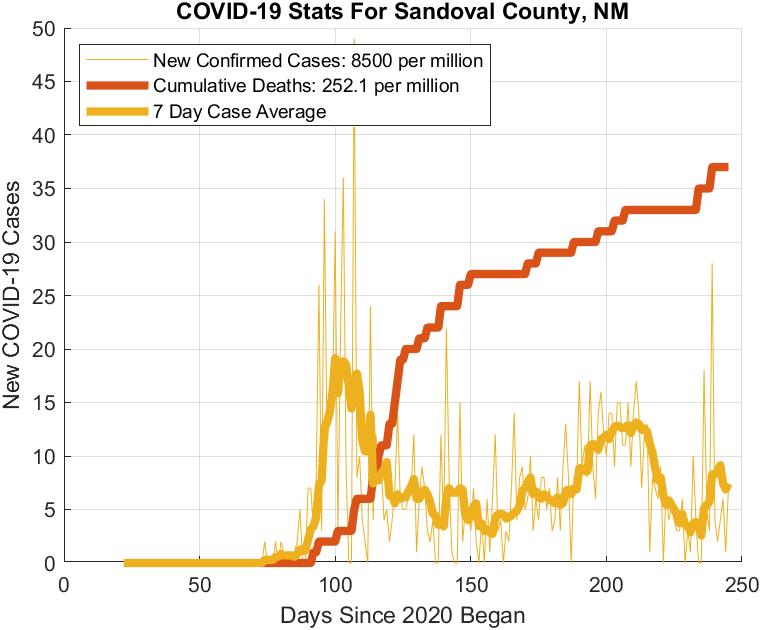 COVID-19 Stats For Sandoval County, NM
50
45
40
35
30
25
20
15
10
5
0
New COVID-19 Cases
New Confirmed Cases: 8500 per million
Cumulative Deaths: 252.1 per million
7 Day Case Average
0 50 100 150 200 250
Days Since 2020 Began